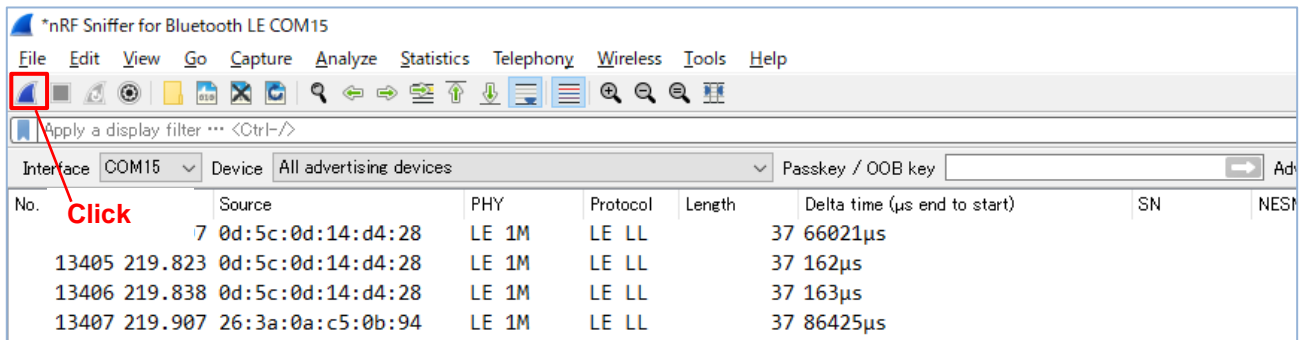 *nRF Sniffer for Bluetooth LE COM15
File Edit View Go Capture Analyze Statistics Telephony Wireless Tools Help
Apply a display filter … <Ctrl-/>
Interface COM15 Device All advertising devices Passkey / OOB key Adv
No. Click Source PHY Protocol Length Delta time (µs end to start) SN NESN
7 0d:5c:0d:14:d4:28 LE 1M LE LL 37 66021µs
13405 219.823 0d:5c:0d:14:d4:28 LE 1M LE LL 37 162µs
13406 219.838 0d:5c:0d:14:d4:28 LE 1M LE LL 37 163µs
13407 219.907 26:3a:0a:c5:0b:94 LE 1M LE LL 37 86425µs